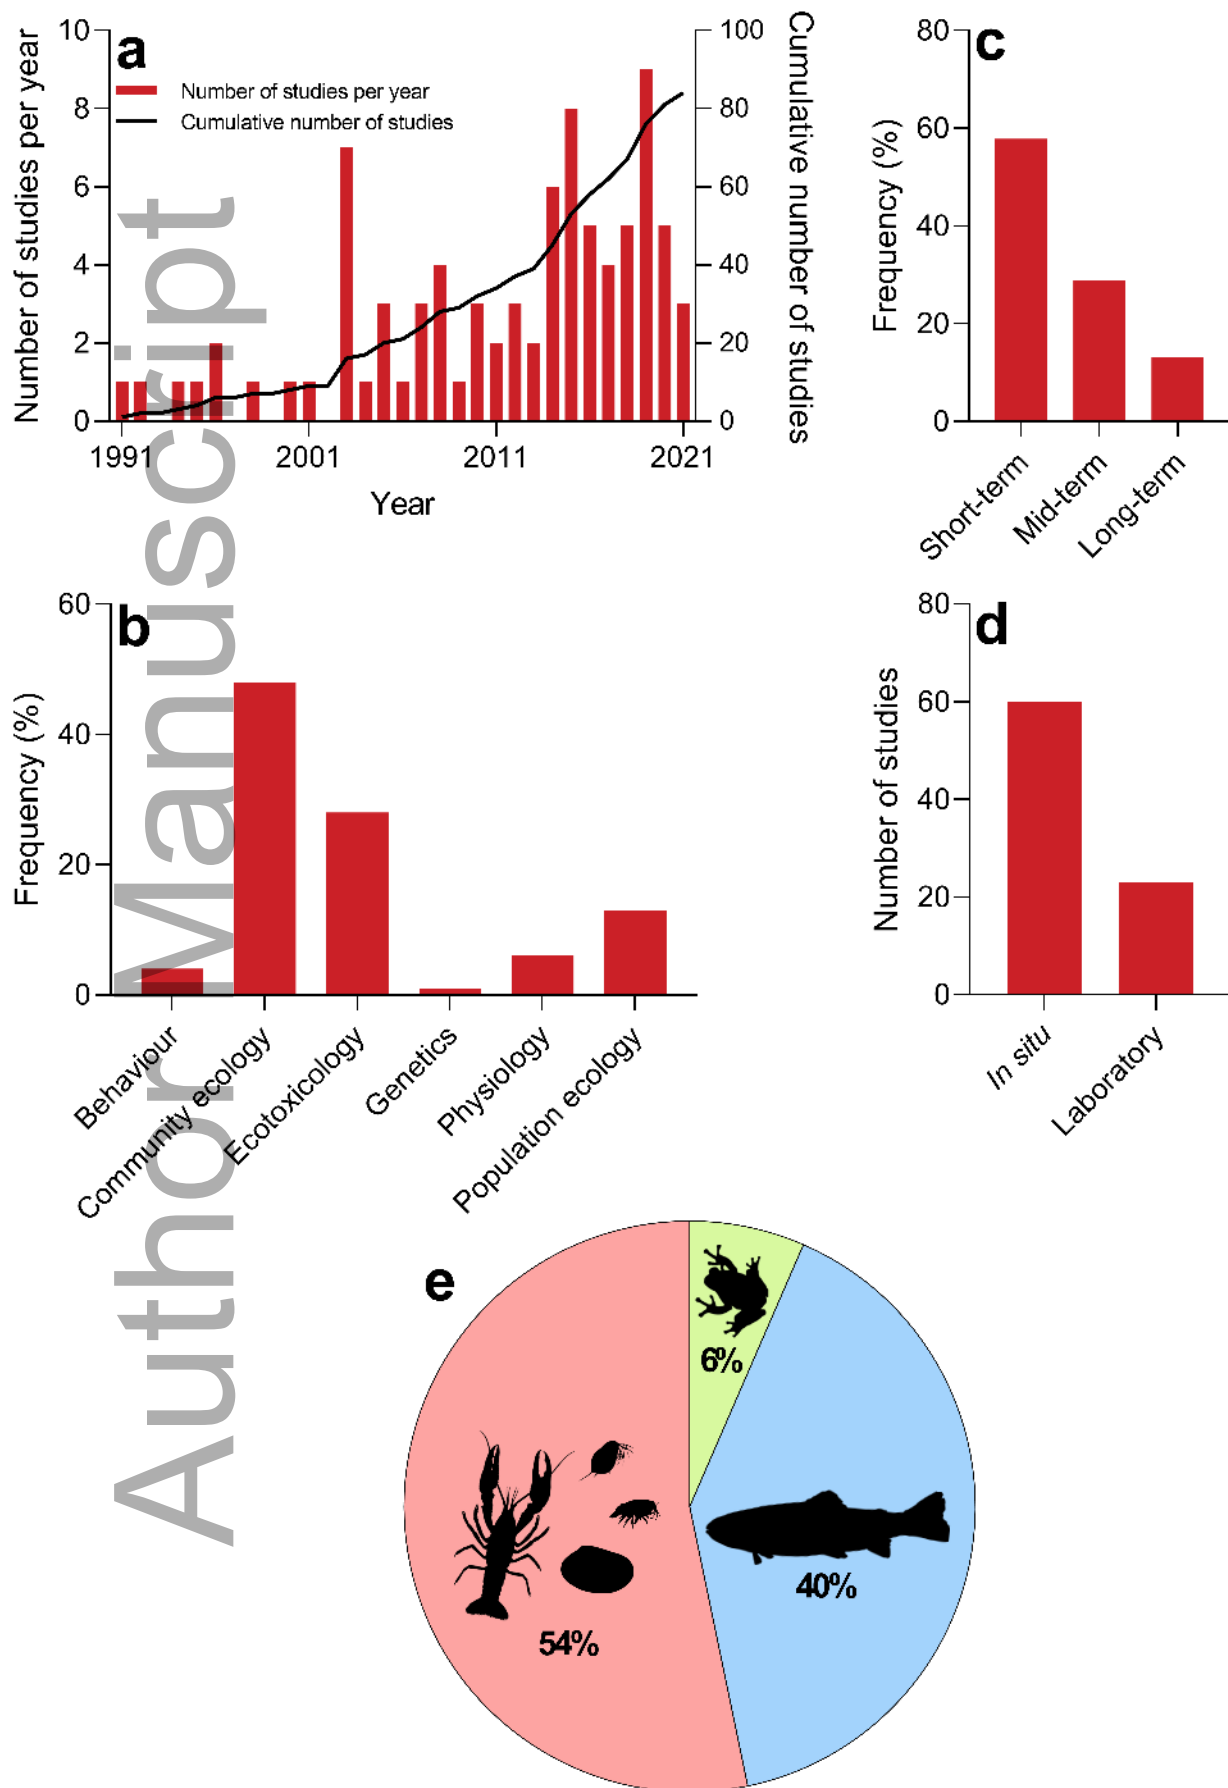 a
Number of studies per year
Cumulative number of studies
10
8
6
4
2
0
Number of studies per year
100
80
60
40
20
0
Cumulative number of studies
1991
2001
2011
2021
Year
c
80
60
40
20
0
Frequency (%)
Short-term
Mid-term
Long-term
b
60
40
20
0
Frequency (%)
Behaviour
Community ecology
Ecotoxicology
Genetics
Physiology
Population ecology
d
80
60
40
20
0
Number of studies
In situ
Laboratory
e
6%
40%
54%
Author Manuscript